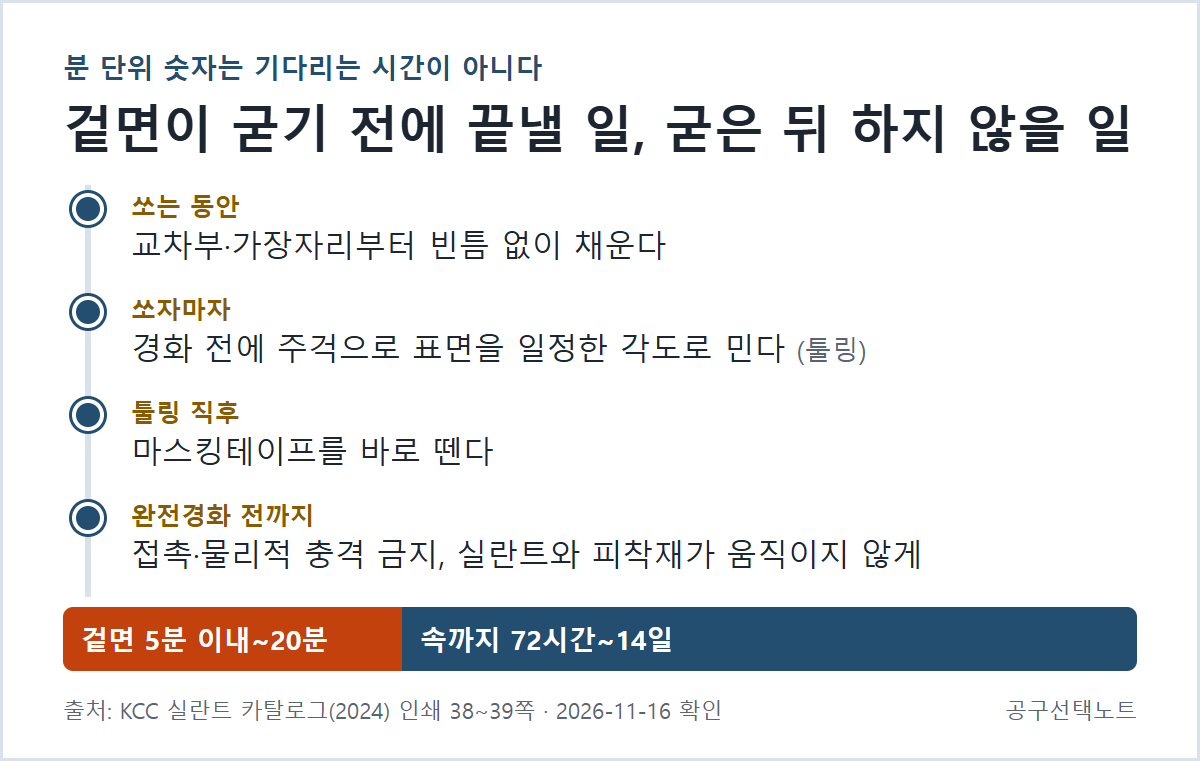 분 단위 숫자는 기다리는 시간이 아니다
겉면이 굳기 전에 끝낼 일, 굳은 뒤 하지 않을 일
쏘는 동안
교차부·가장자리부터 빈틈 없이 채운다
쏘자마자
경화 전에 주걱으로 표면을 일정한 각도로 민다 (툴링)
툴링 직후
마스킹테이프를 바로 뗀다
완전경화 전까지
접촉·물리적 충격 금지, 실란트와 피착재가 움직이지 않게
겉면 5분 이내~20분
속까지 72시간~14일
출처: KCC 실란트 카탈로그(2024) 인쇄 38~39쪽 · 2026-11-16 확인
공구선택노트